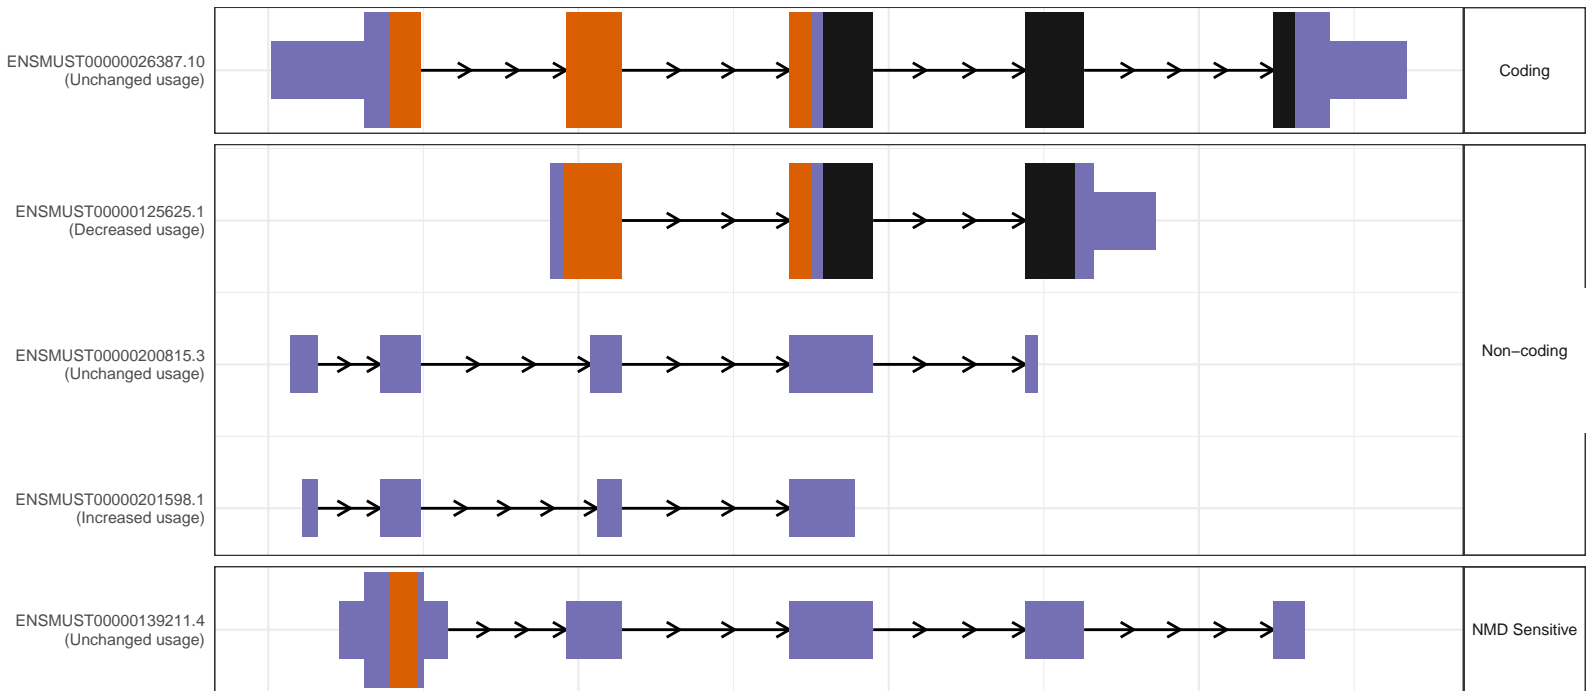 ENSMUST00000026387.10
(Unchanged usage)
Coding
ENSMUST00000125625.1
(Decreased usage)
ENSMUST00000200815.3
(Unchanged usage)
Non−coding
ENSMUST00000201598.1
(Increased usage)
ENSMUST00000139211.4
(Unchanged usage)
NMD Sensitive